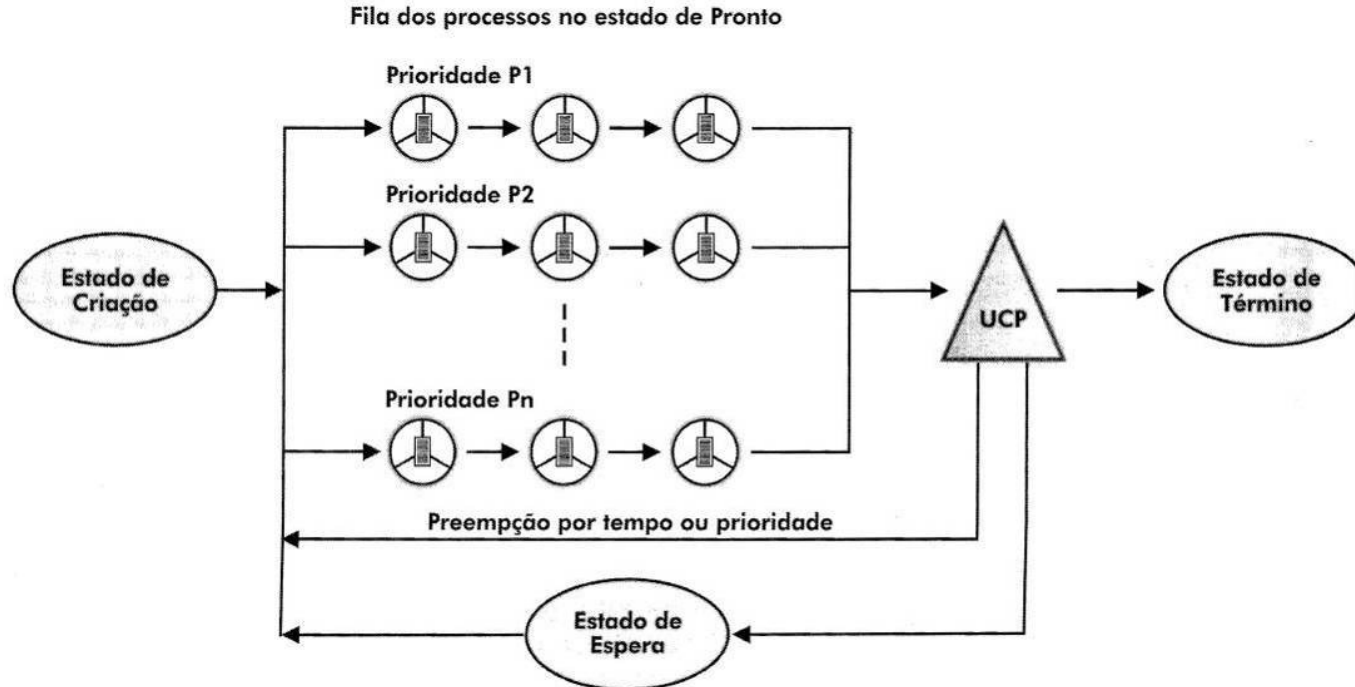 Fila dos processos no estado de Pronto
Prioridade P1
Prioridade P2
Estado de
Criação
UCP
Estado de
Término
Prioridade Pn
Preempção por tempo ou prioridade
Estado de
Espera